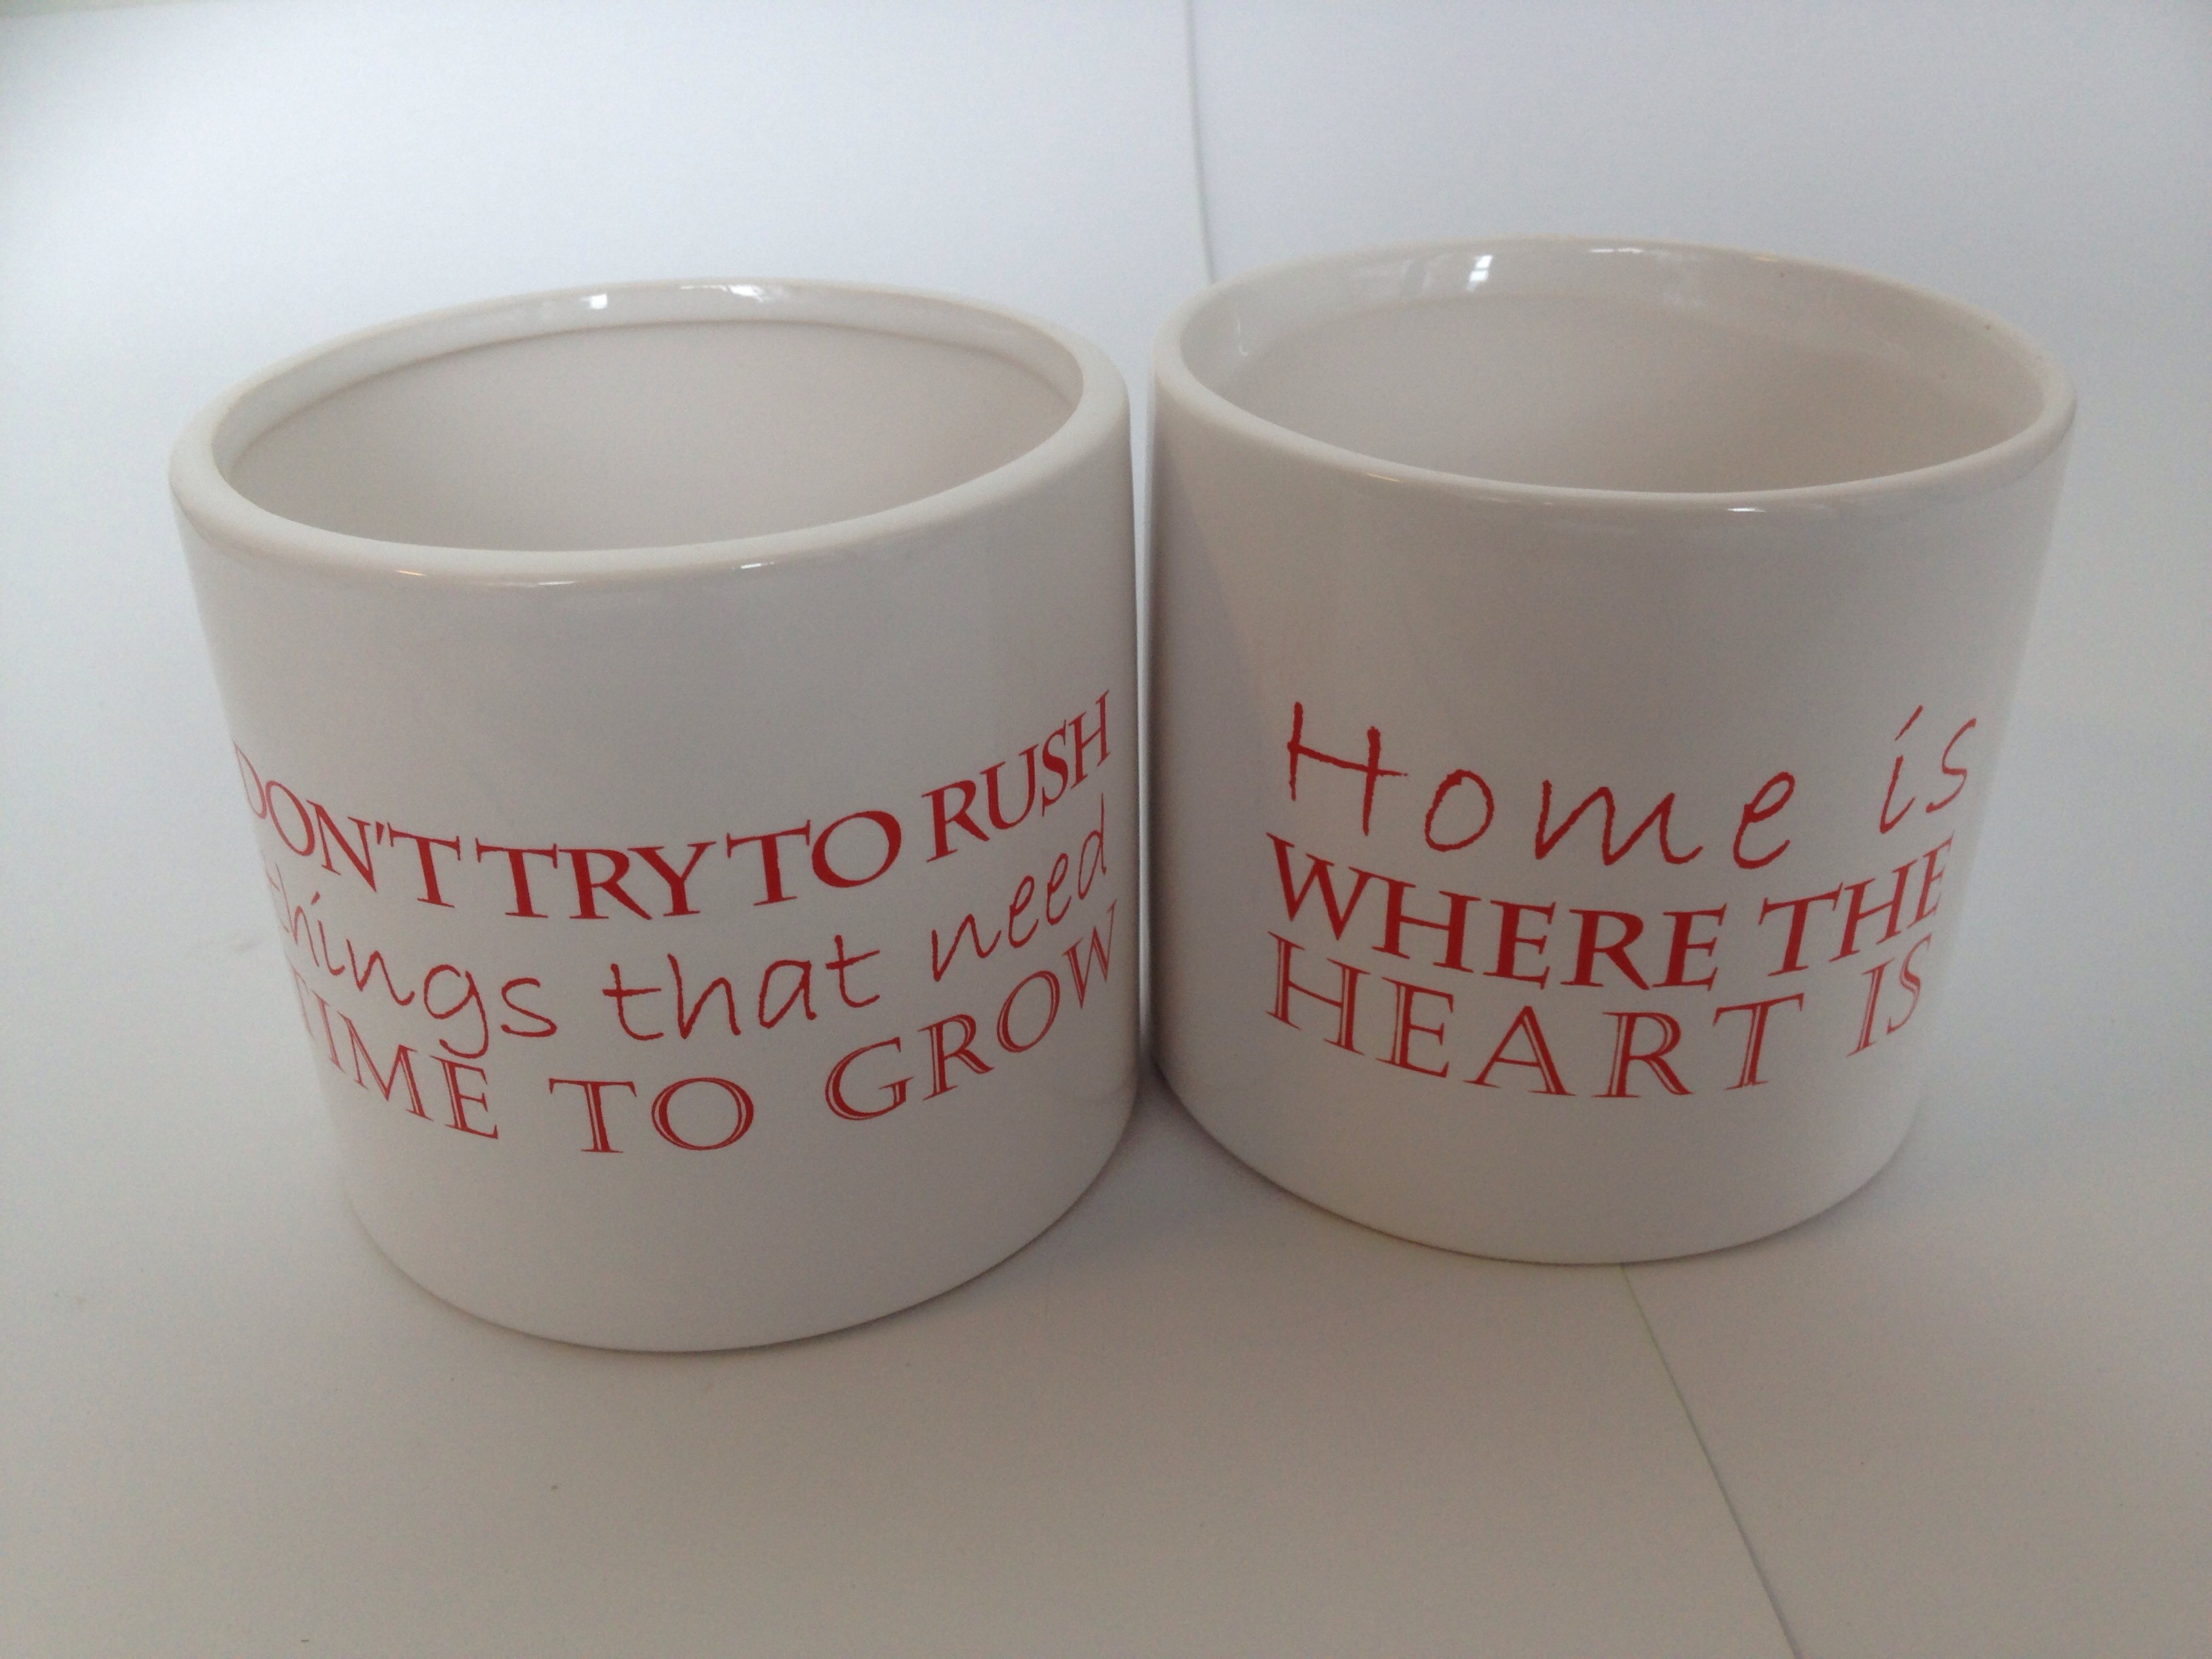 DON'T TRY TO RUSH
things that need
TIME TO GROW
Home is
WHERE THE
HEART IS